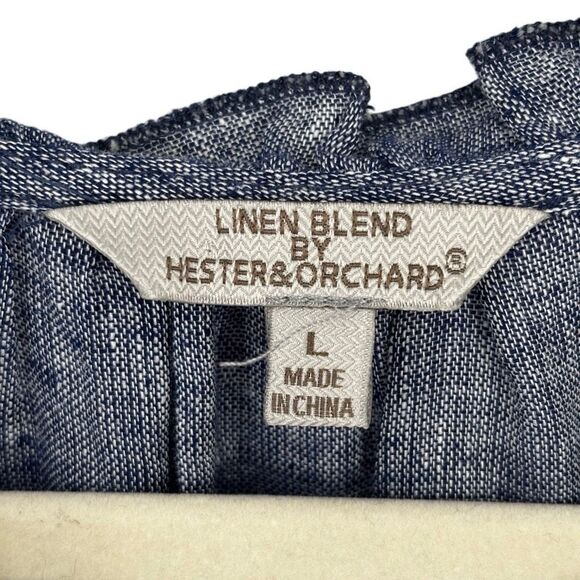 LINEN BLEND
BY
HESTER&ORCHARD®
L
MADE
IN CHINA